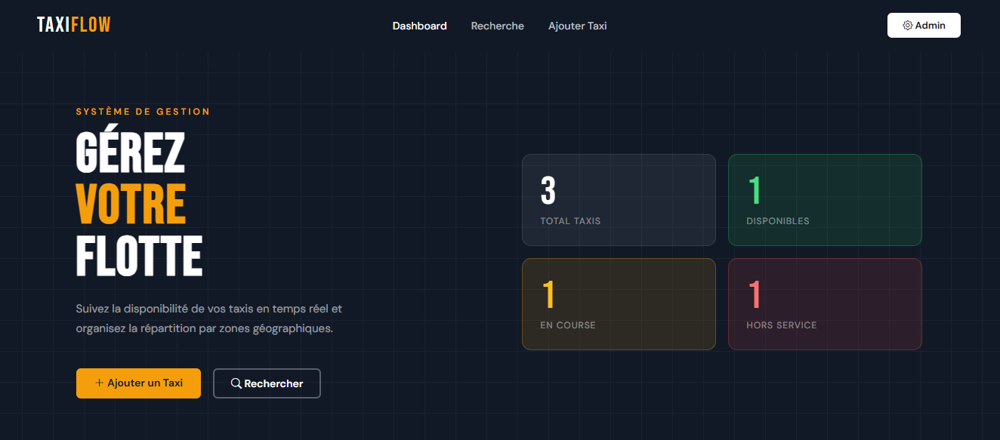 TAXIFLOW
Dashboard
Recherche
Ajouter Taxi
Admin
SYSTÈME DE GESTION
GÉREZ
VOTRE
FLOTTE
Suivez la disponibilité de vos taxis en temps réel et
organisez la répartition par zones géographiques.
+ Ajouter un Taxi
Rechercher
3
TOTAL TAXIS
1
DISPONIBLES
1
EN COURSE
1
HORS SERVICE